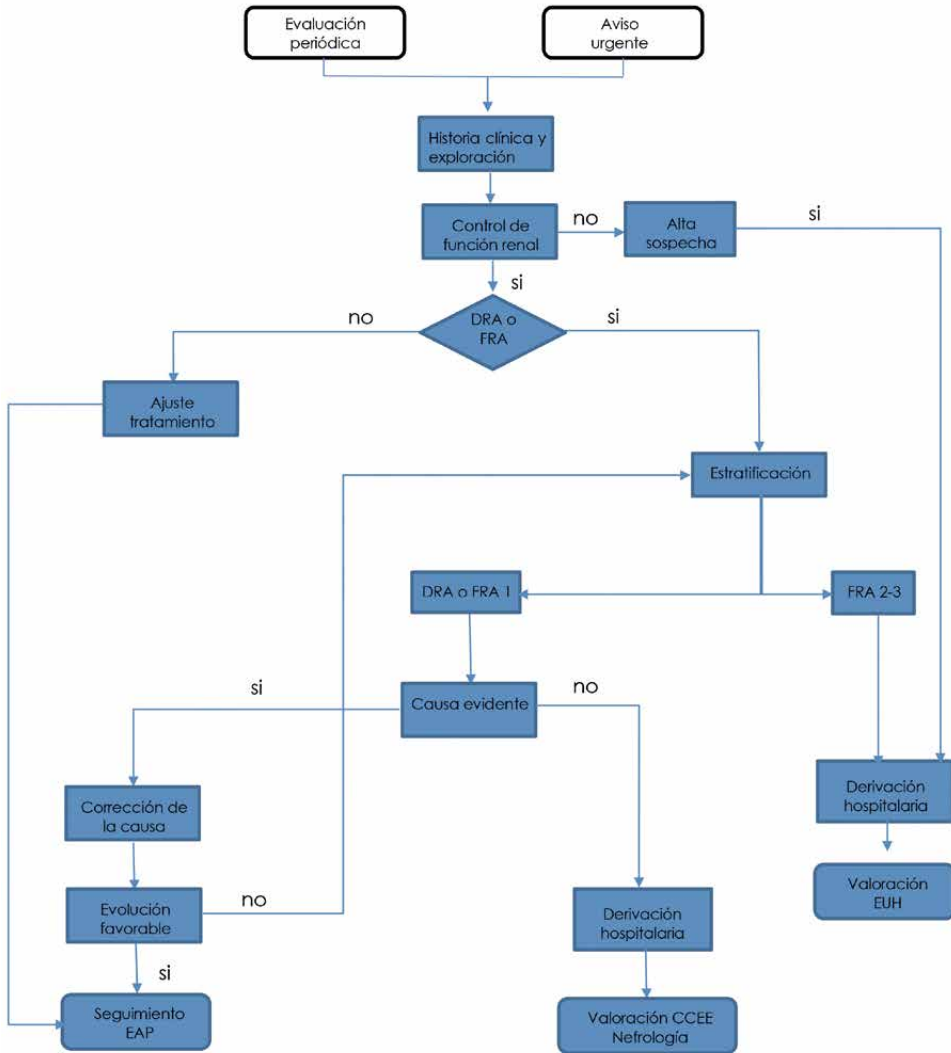 Evaluación
periódica
Aviso
urgente
Historia clínica y
exploración
Control de
función renal
no
Alta
sospecha
si
si
DRA o
FRA
no
si
Ajuste
tratamiento
Estratificación
DRA o FRA 1
FRA 2-3
Causa evidente
si
no
Corrección de
la causa
Derivación
hospitalaria
Valoración
EUH
Evolución
favorable
no
si
Derivación
hospitalaria
Seguimiento
EAP
Valoración CCEE
Nefrología